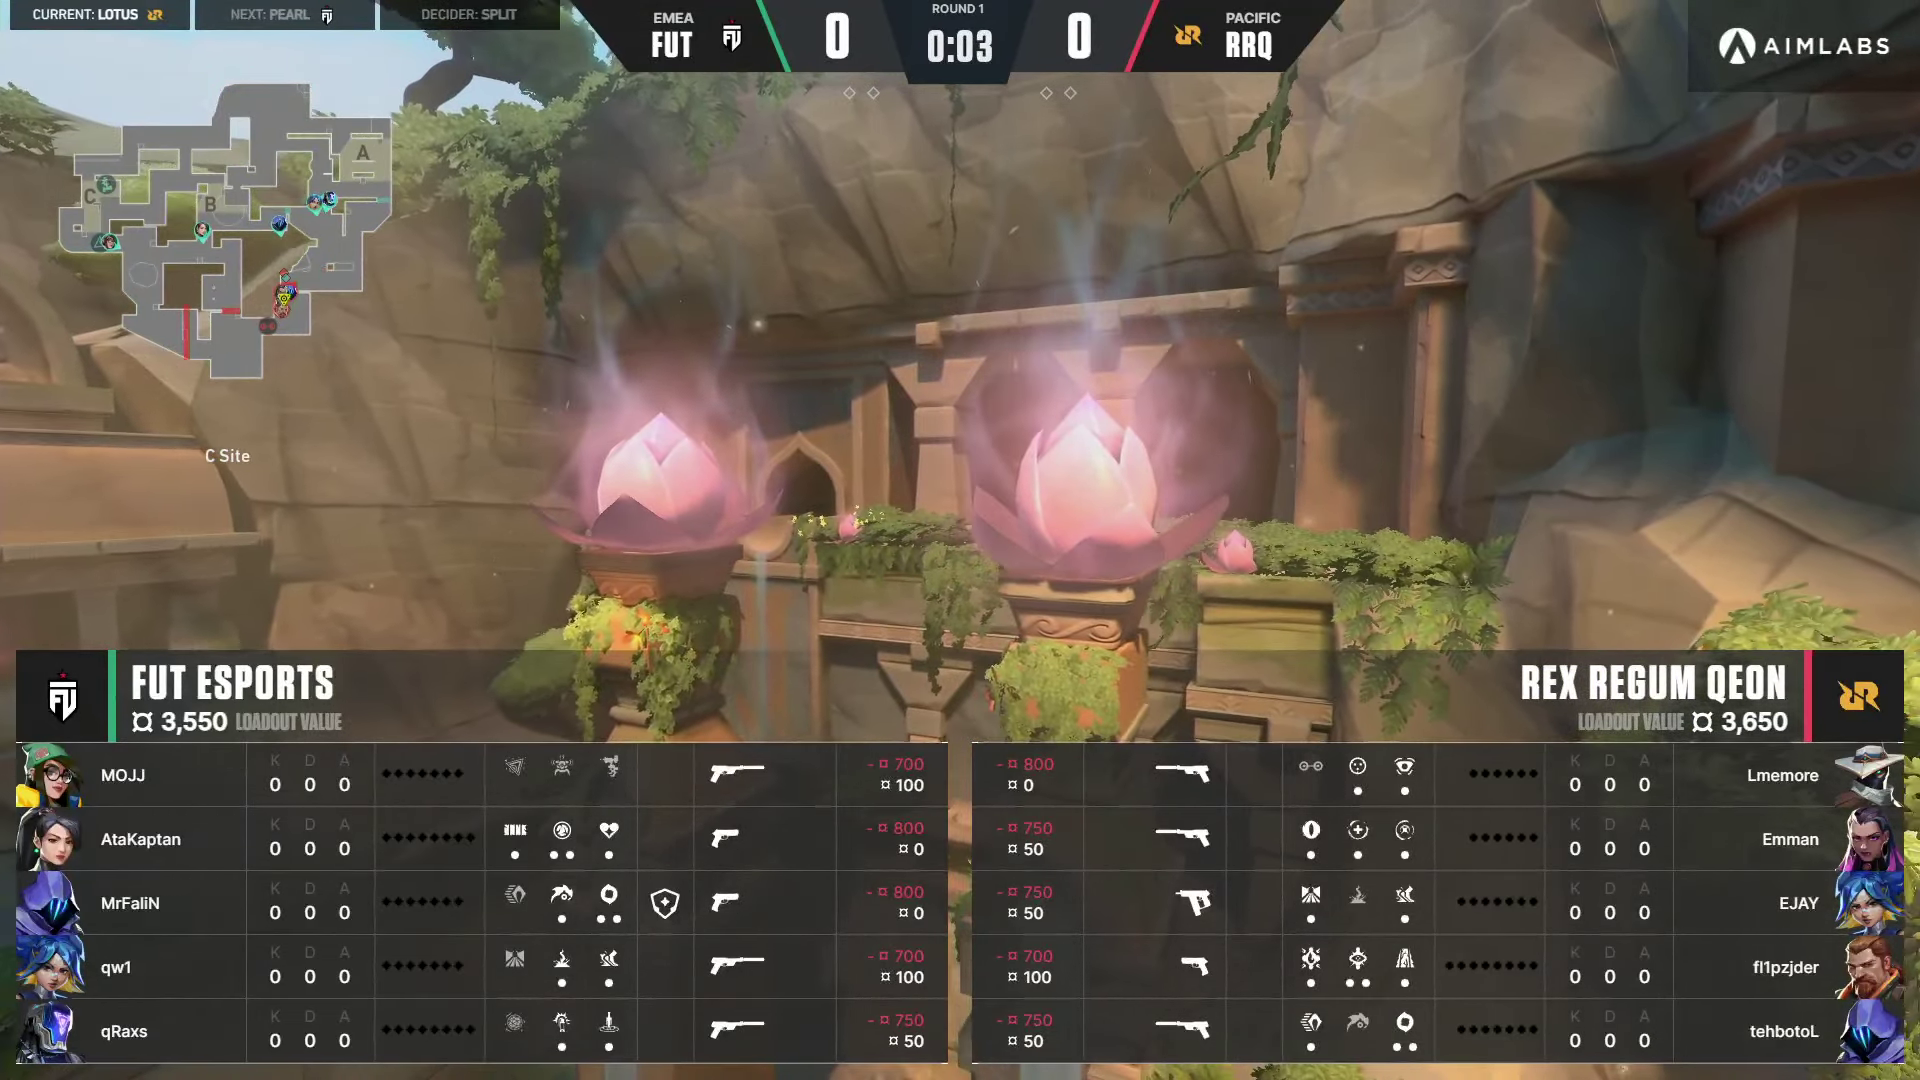 CURRENT: LOTUS
NEXT: PEARL
DECIDER: SPLIT
EMEA
FUT
0
ROUND 1
0:03
0
PACIFIC
RRQ
AIMLABS
A
B
C
C Site
FUT ESPORTS
¤ 3,550 LOADOUT VALUE
REX REGUM QEON
LOADOUT VALUE ¤ 3,650
MOJJ
K D A
0 0 0
- ¤ 700
¤ 100
AtaKaptan
K D A
0 0 0
- ¤ 800
¤ 0
MrFaliN
K D A
0 0 0
- ¤ 800
¤ 0
qw1
K D A
0 0 0
- ¤ 700
¤ 100
qRaxs
K D A
0 0 0
- ¤ 750
¤ 50
- ¤ 800
¤ 0
K D A
0 0 0
Lmemore
- ¤ 750
¤ 50
K D A
0 0 0
Emman
- ¤ 750
¤ 50
K D A
0 0 0
EJAY
- ¤ 700
¤ 100
K D A
0 0 0
fl1pzjder
- ¤ 750
¤ 50
K D A
0 0 0
tehbotoL